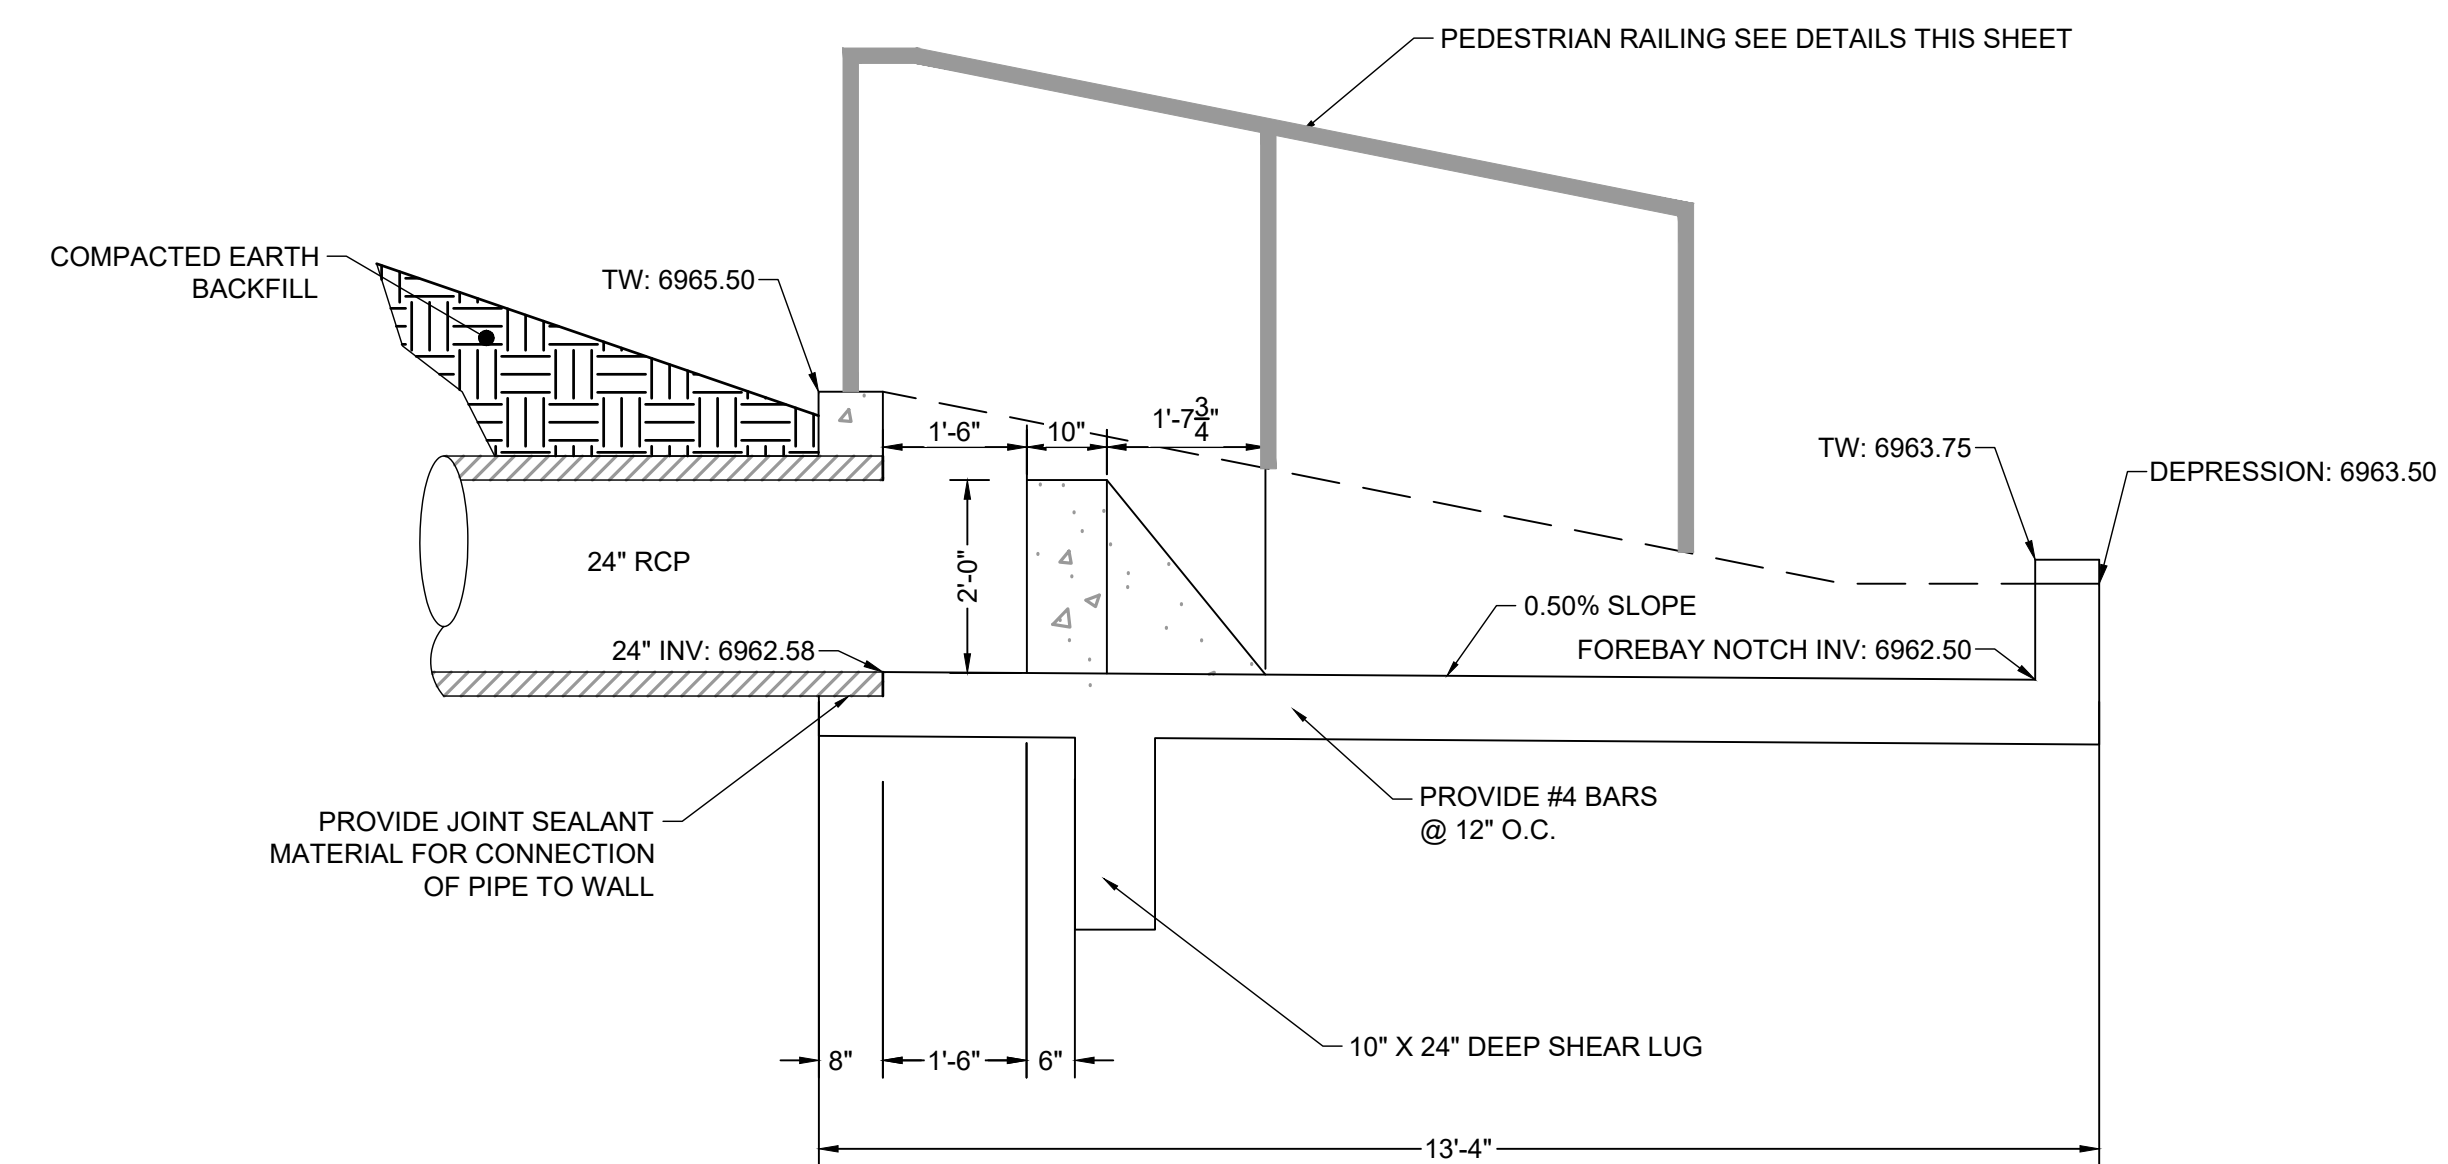 PEDESTRIAN RAILING SEE DETAILS THIS SHEET
COMPACTED EARTH
BACKFILL
TW: 6965.50
1'-6"
10"
1'-7 3/4"
TW: 6963.75
DEPRESSION: 6963.50
24" RCP
2'-0"
0.50% SLOPE
24" INV: 6962.58
FOREBAY NOTCH INV: 6962.50
PROVIDE JOINT SEALANT
MATERIAL FOR CONNECTION
OF PIPE TO WALL
PROVIDE #4 BARS
@ 12" O.C.
10" X 24" DEEP SHEAR LUG
8"
1'-6"
6"
13'-4"